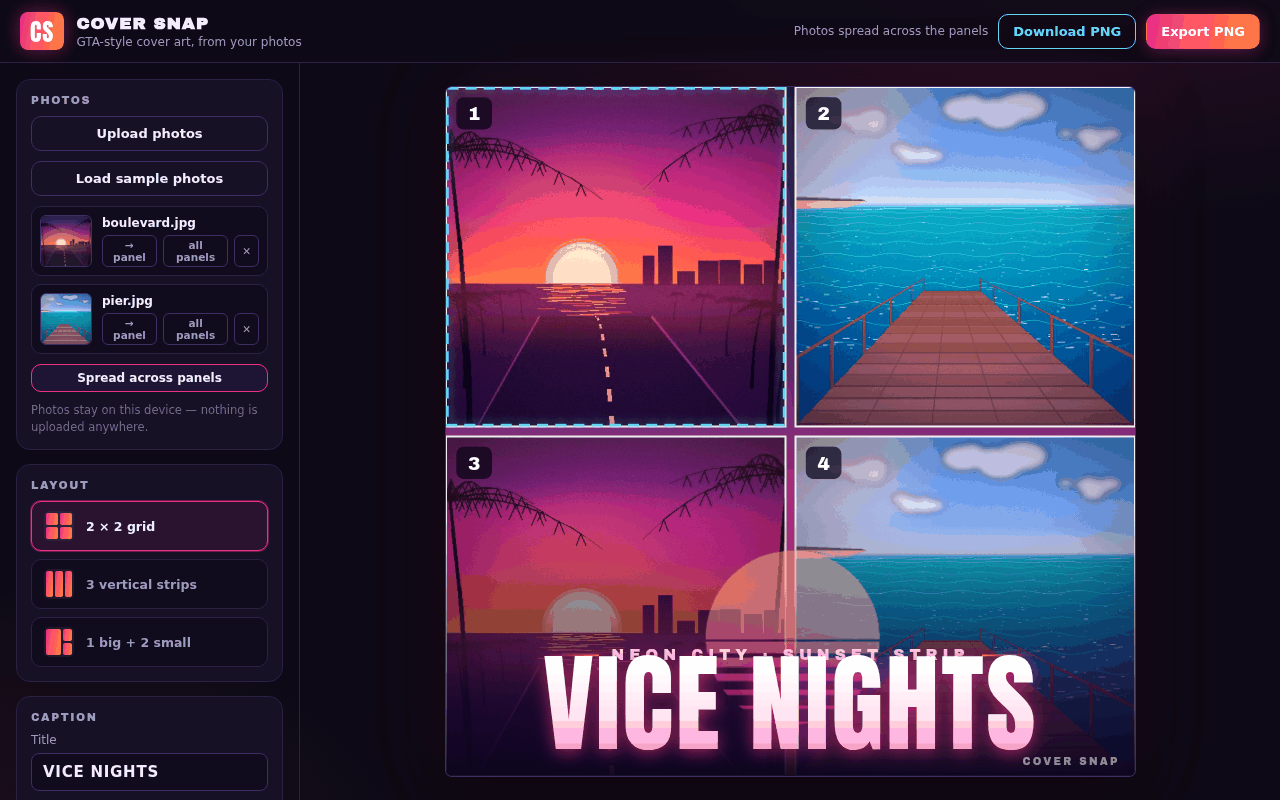 CS
COVER SNAP
GTA-style cover art, from your photos
Photos spread across the panels
Download PNG
Export PNG
PHOTOS
Upload photos
Load sample photos
boulevard.jpg
→
panel
all
panels
×
pier.jpg
→
panel
all
panels
×
Spread across panels
Photos stay on this device — nothing is
uploaded anywhere.
LAYOUT
2 × 2 grid
3 vertical strips
1 big + 2 small
CAPTION
Title
VICE NIGHTS
1
2
3
4
NEON CITY · SUNSET STRIP
VICE NIGHTS
COVER SNAP